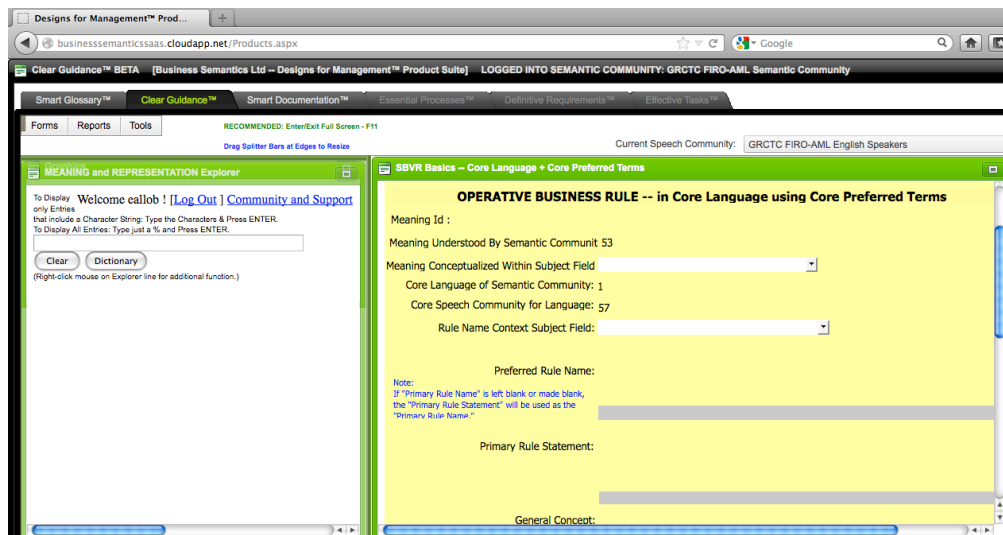 Designs for Management™ Prod...
+
businesssemanticssaas.cloudapp.net/Products.aspx
Google
Clear Guidance™ BETA [Business Semantics Ltd -- Designs for Management™ Product Suite] LOGGED INTO SEMANTIC COMMUNITY: GRCTC FIRO-AML Semantic Community
Smart Glossary™ Clear Guidance™ Smart Documentation™ Essential Processes™ Definitive Requirements™ Effective Tasks™
Forms Reports Tools
RECOMMENDED: Enter/Exit Full Screen - F11
Drag Splitter Bars at Edges to Resize
Current Speech Community: GRCTC FIRO-AML English Speakers
Graphics
MEANING and REPRESENTATION Explorer
To Display Welcome eallob ! [Log Out ] Community and Support
only Entries
that include a Character String: Type the Characters & Press ENTER.
To Display All Entries: Type just a % and Press ENTER.
Clear Dictionary
(Right-click mouse on Explorer line for additional function.)
SBVR Basics -- Core Language + Core Preferred Terms
OPERATIVE BUSINESS RULE -- in Core Language using Core Preferred Terms
Meaning Id :
Meaning Understood By Semantic Communit 53
Meaning Conceptualized Within Subject Field
Core Language of Semantic Community: 1
Core Speech Community for Language: 57
Rule Name Context Subject Field:
Preferred Rule Name:
Note:
If "Primary Rule Name" is left blank or made blank,
the "Primary Rule Statement" will be used as the
"Primary Rule Name."
Primary Rule Statement:
General Concept: